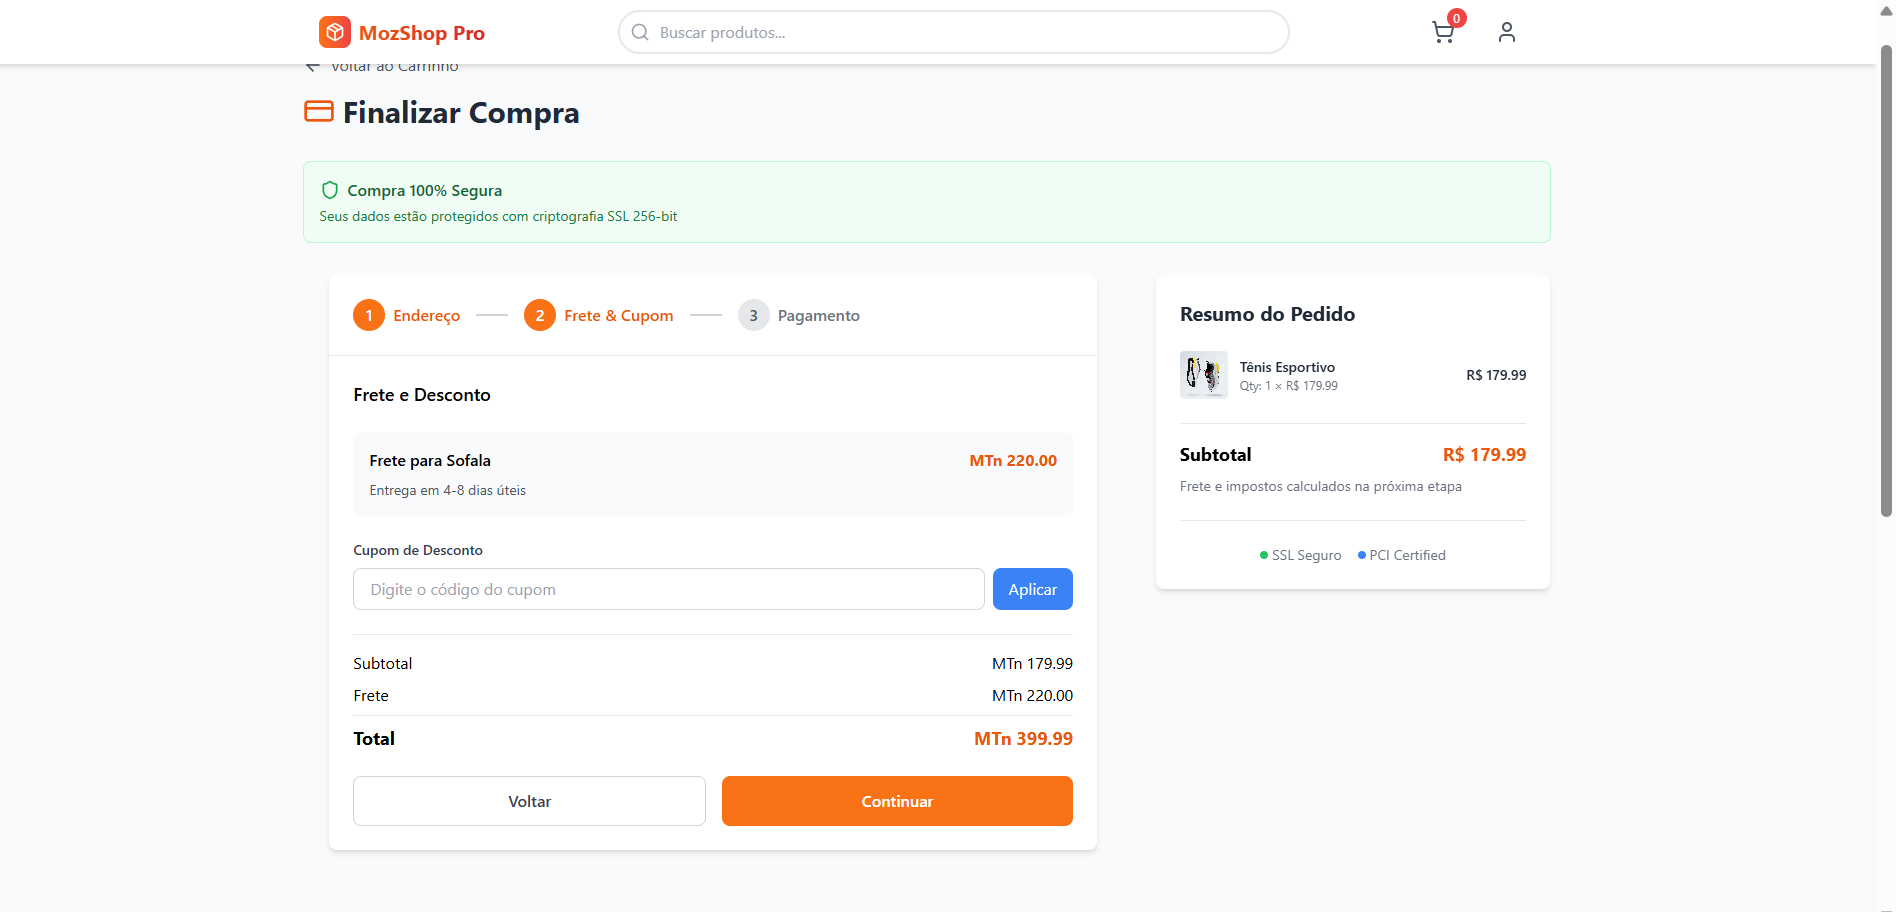 MozShop Pro
Buscar produtos...
0
Voltar ao Carrinho
Finalizar Compra
Compra 100% Segura
Seus dados estão protegidos com criptografia SSL 256-bit
1 Endereço 2 Frete & Cupom 3 Pagamento
Frete e Desconto
Frete para Sofala MTn 220.00
Entrega em 4-8 dias úteis
Cupom de Desconto
Digite o código do cupom Aplicar
Subtotal MTn 179.99
Frete MTn 220.00
Total MTn 399.99
Voltar Continuar
Resumo do Pedido
Tênis Esportivo
Qty: 1 × R$ 179.99
R$ 179.99
Subtotal R$ 179.99
Frete e impostos calculados na próxima etapa
SSL Seguro PCI Certified